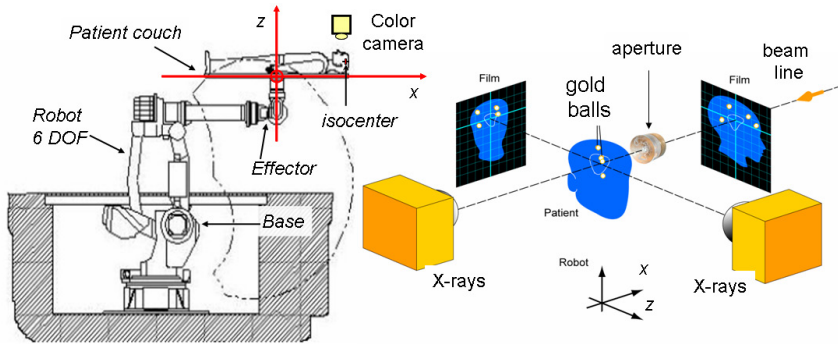 Patient couch
z
Color
camera
x
isocenter
Robot
6 DOF
Effector
Base
Film
gold
balls
aperture
Film
beam
line
Patient
X-rays
X-rays
Robot
x
z